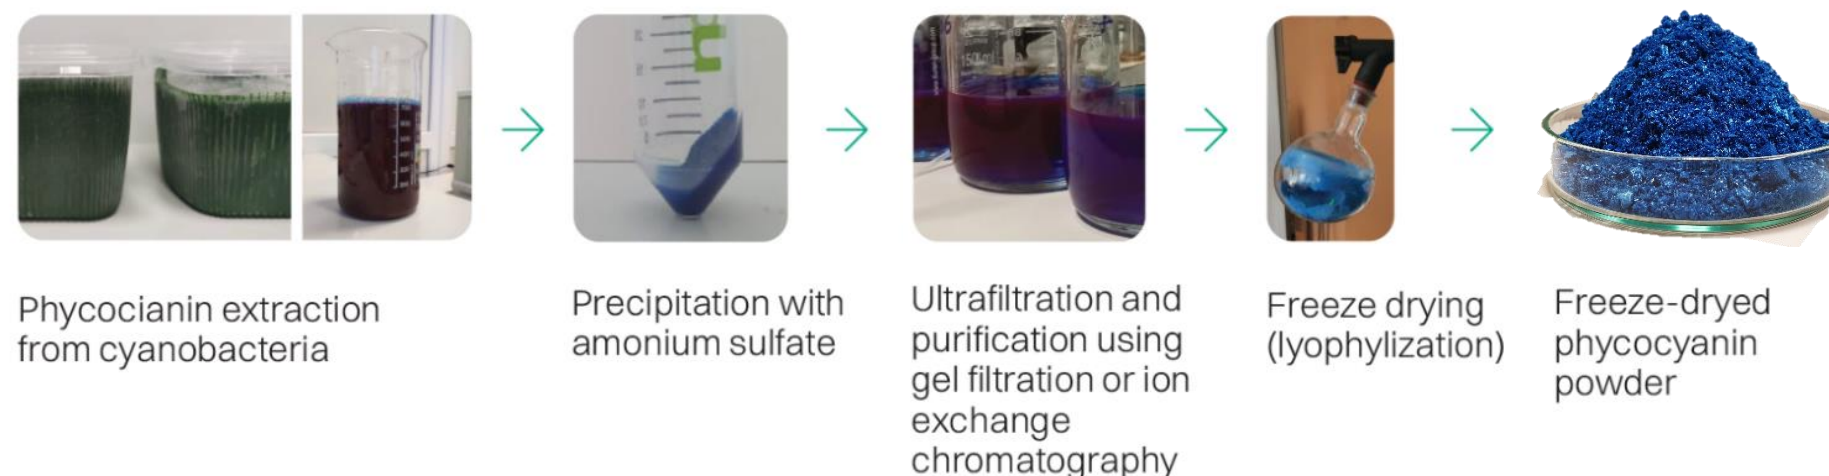 Phycocianin extraction
from cyanobacteria
Precipitation with
amonium sulfate
Ultrafiltration and
purification using
gel filtration or ion
exchange
chromatography
Freeze drying
(lyophylization)
Freeze-dryed
phycocyanin
powder